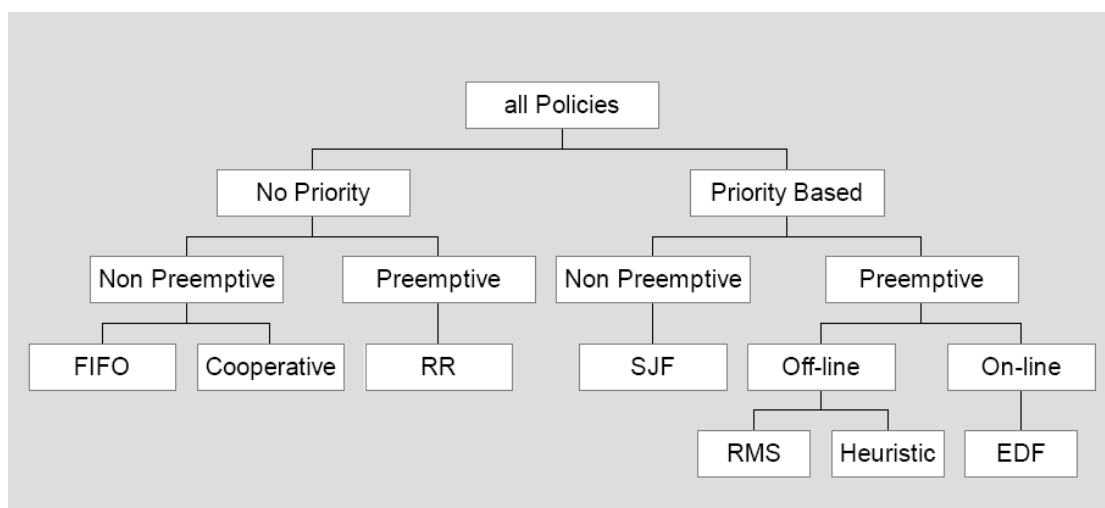 all Policies
No Priority
Priority Based
Non Preemptive
Preemptive
Non Preemptive
Preemptive
FIFO
Cooperative
RR
SJF
Off-line
On-line
RMS
Heuristic
EDF